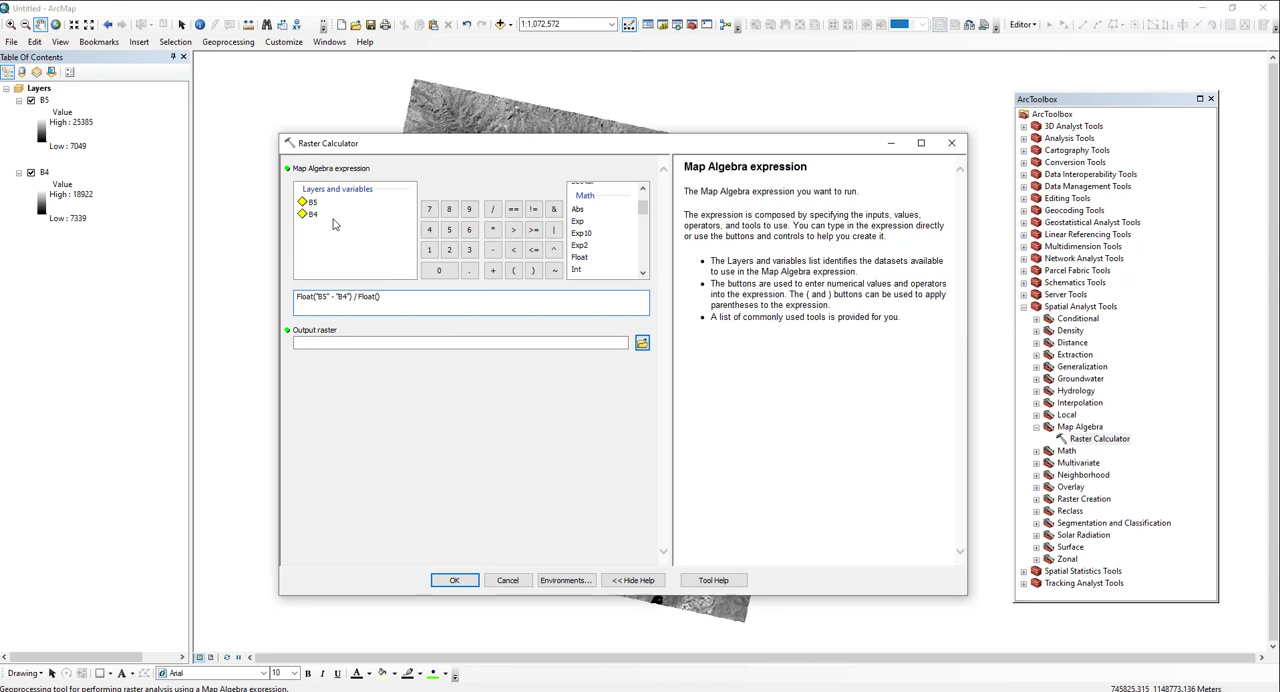 Untitled - ArcMap
1:1,072,572
Editor
File Edit View Bookmarks Insert Selection Geoprocessing Customize Windows Help
Table Of Contents
Layers
B5
Value
High : 25385
Low : 7049
B4
Value
High : 18922
Low : 7339
Raster Calculator
Map Algebra expression
Layers and variables
B5
B4
7 8 9 / == != &
4 5 6 * > >= |
1 2 3 - < <= ^
0 . + ( ) ~
Math
Abs
Exp
Exp10
Exp2
Float
Int
Float("B5" - "B4") / Float()
Output raster
OK Cancel Environments... << Hide Help Tool Help
Map Algebra expression
The Map Algebra expression you want to run.
The expression is composed by specifying the inputs, values,
operators, and tools to use. You can type in the expression directly
or use the buttons and controls to help you create it.
The Layers and variables list identifies the datasets available
to use in the Map Algebra expression.
The buttons are used to enter numerical values and operators
into the expression. The ( and ) buttons can be used to apply
parentheses to the expression.
A list of commonly used tools is provided for you.
ArcToolbox
ArcToolbox
3D Analyst Tools
Analysis Tools
Cartography Tools
Conversion Tools
Data Interoperability Tools
Data Management Tools
Editing Tools
Geocoding Tools
Geostatistical Analyst Tools
Linear Referencing Tools
Multidimension Tools
Network Analyst Tools
Parcel Fabric Tools
Schematics Tools
Server Tools
Spatial Analyst Tools
Conditional
Density
Distance
Extraction
Generalization
Groundwater
Hydrology
Interpolation
Local
Map Algebra
Raster Calculator
Math
Multivariate
Neighborhood
Overlay
Raster Creation
Reclass
Segmentation and Classification
Solar Radiation
Surface
Zonal
Spatial Statistics Tools
Tracking Analyst Tools
Drawing A Arial 10 B I U A
Geoprocessing tool for performing raster analysis using a Map Algebra expression.
745825.315 1148773.136 Meters